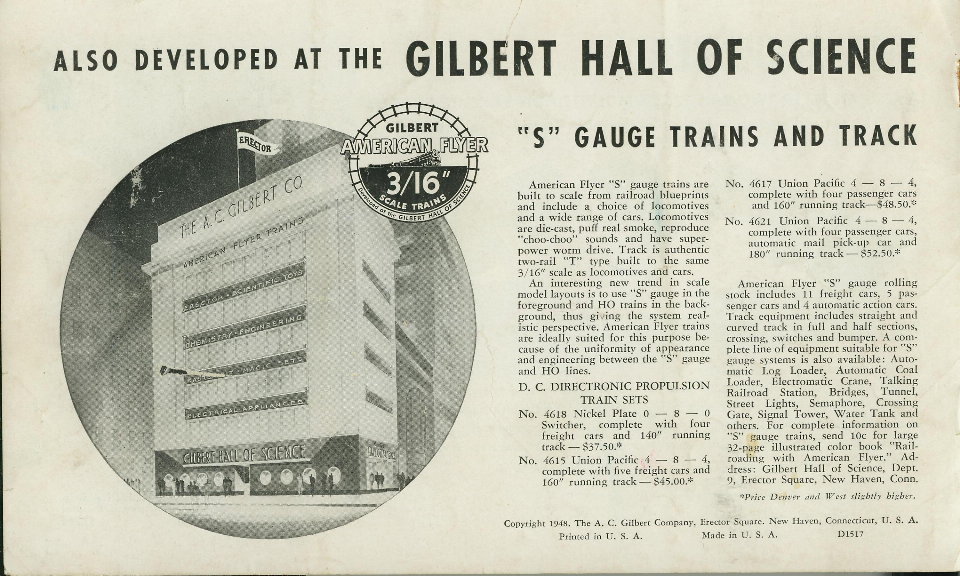 ALSO DEVELOPED AT THE GILBERT HALL OF SCIENCE
ERECTOR
THE A.C. GILBERT CO
AMERICAN FLYER TRAINS
CHEMISTRY-ENGINEERING
ELECTRICAL APPLIANCES
GILBERT HALL OF SCIENCE
GILBERT
AMERICAN FLYER
3/16"
SCALE TRAINS
DEVELOPED AT THE GILBERT HALL OF SCIENCE
"S" GAUGE TRAINS AND TRACK
American Flyer "S" gauge trains are
built to scale from railroad blueprints
and include a choice of locomotives
and a wide range of cars. Locomotives
are die-cast, puff real smoke, reproduce
"choo-choo" sounds and have super-
power worm drive. Track is authentic
two-rail "T" type built to the same
3/16" scale as locomotives and cars.
An interesting new trend in scale
model layouts is to use "S" gauge in the
foreground and HO trains in the back-
ground, thus giving the system real-
istic perspective. American Flyer trains
are ideally suited for this purpose be-
cause of the uniformity of appearance
and engineering between the "S" gauge
and HO lines.
D. C. DIRECTRONIC PROPULSION
TRAIN SETS
No. 4618 Nickel Plate 0 — 8 — 0
Switcher, complete with four
freight cars and 140" running
track — $37.50.*
No. 4615 Union Pacific 4 — 8 — 4,
complete with five freight cars and
160" running track — $45.00.*
No. 4617 Union Pacific 4 — 8 — 4,
complete with four passenger cars
and 160" running track—$48.50.*
No. 4621 Union Pacific 4 — 8 — 4,
complete with four passenger cars,
automatic mail pick-up car and
180" running track — $52.50.*
American Flyer "S" gauge rolling
stock includes 11 freight cars, 5 pas-
senger cars and 4 automatic action cars.
Track equipment includes straight and
curved track in full and half sections,
crossing, switches and bumper. A com-
plete line of equipment suitable for "S"
gauge systems is also available: Auto-
matic Log Loader, Automatic Coal
Loader, Electromatic Crane, Talking
Railroad Station, Bridges, Tunnel,
Street Lights, Semaphore, Crossing
Gate, Signal Tower, Water Tank and
others. For complete information on
"S" gauge trains, send 10c for large
32-page illustrated color book "Rail-
roading with American Flyer." Ad-
dress: Gilbert Hall of Science, Dept.
9, Erector Square, New Haven, Conn.
*Price Denver and West slightly higher.
Copyright 1948, The A. C. Gilbert Company, Erector Square, New Haven, Connecticut, U. S. A.
Printed in U. S. A. Made in U. S. A. D1517